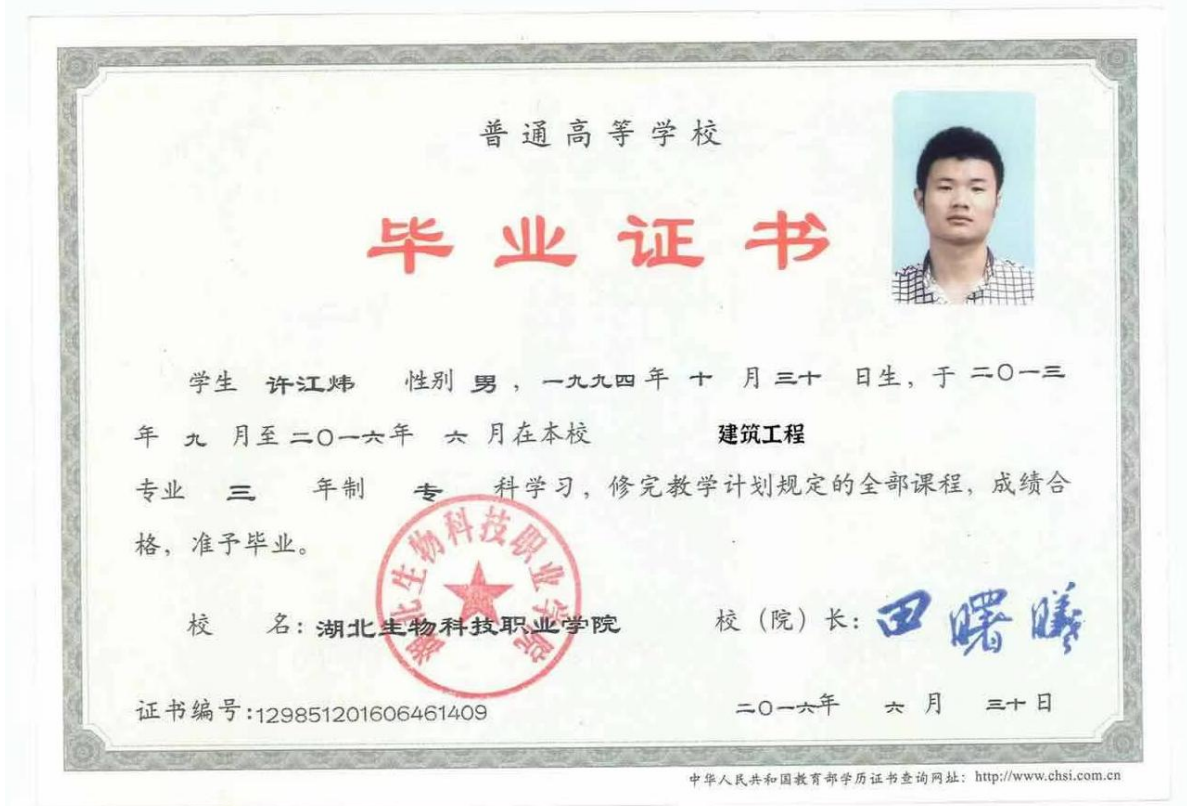 普通高等学校
毕业证书
学生 许江炜 性别 男，一九九四年 十 月 三十 日生，于 二〇一三
年 九 月至 二〇一六年 六 月在本校 建筑工程
专业 三 年制 专 科学习，修完教学计划规定的全部课程，成绩合
格，准予毕业。
湖北生物科技职业学院
校 名：湖北生物科技职业学院 校（院）长：田曙曦
证书编号：129851201606461409 二〇一六年 六 月 三十日
中华人民共和国教育部学历证书查询网址：http://www.chsi.com.cn